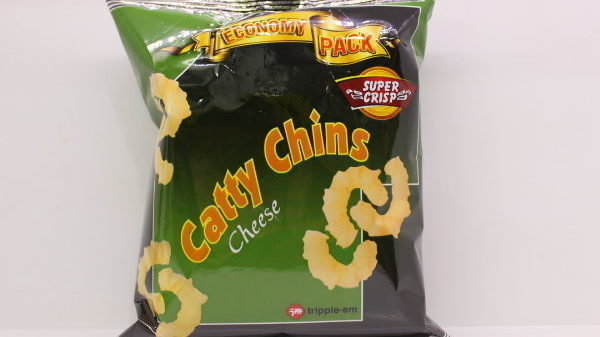 ECONOMY PACK
SUPER
CRISP
Catty Chins
Cheese
tripple-em